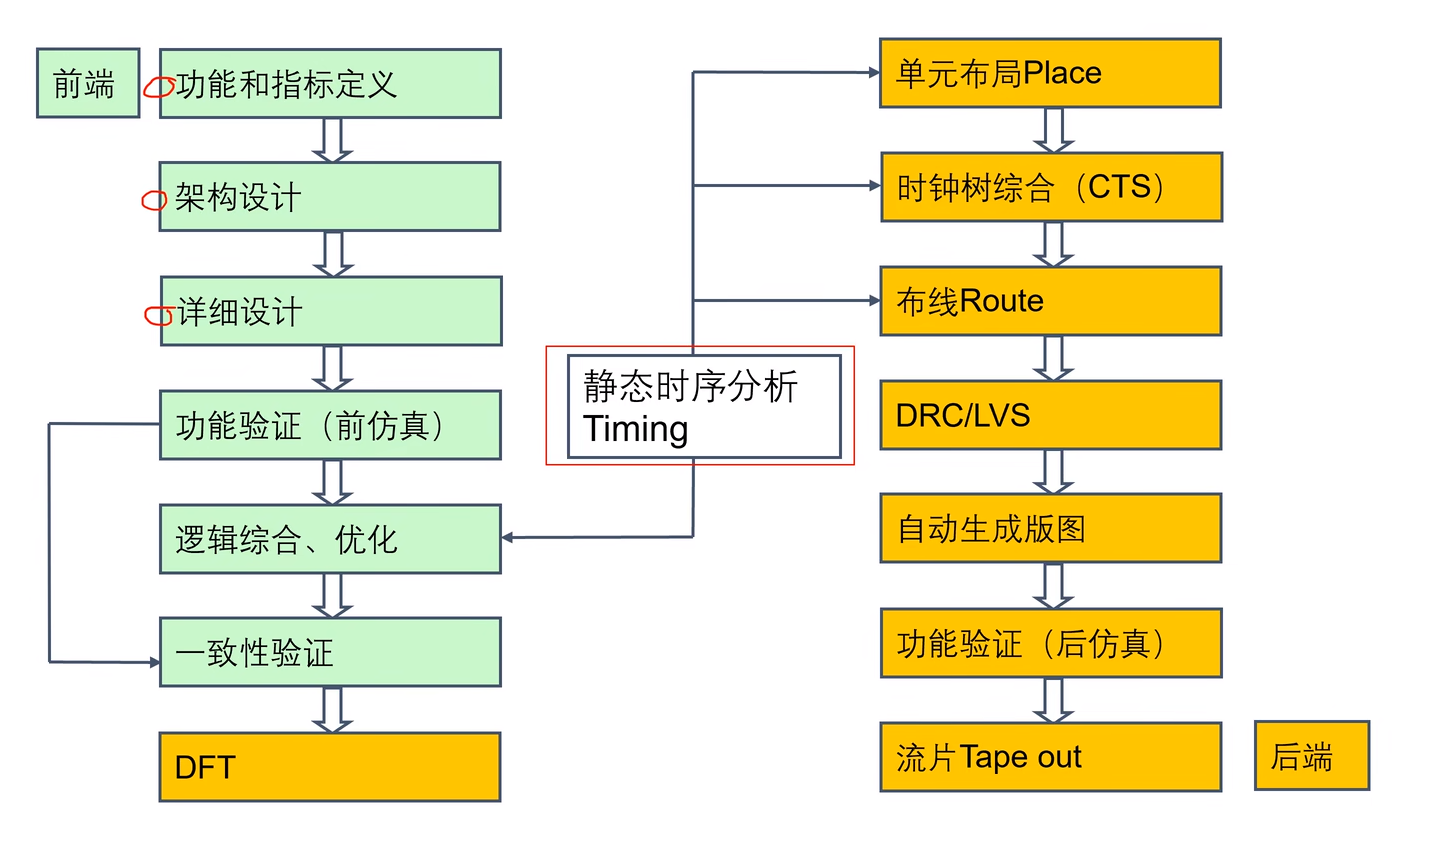 前端
功能和指标定义
架构设计
详细设计
功能验证（前仿真）
逻辑综合、优化
一致性验证
DFT
静态时序分析
Timing
单元布局Place
时钟树综合（CTS）
布线Route
DRC/LVS
自动生成版图
功能验证（后仿真）
流片Tape out
后端